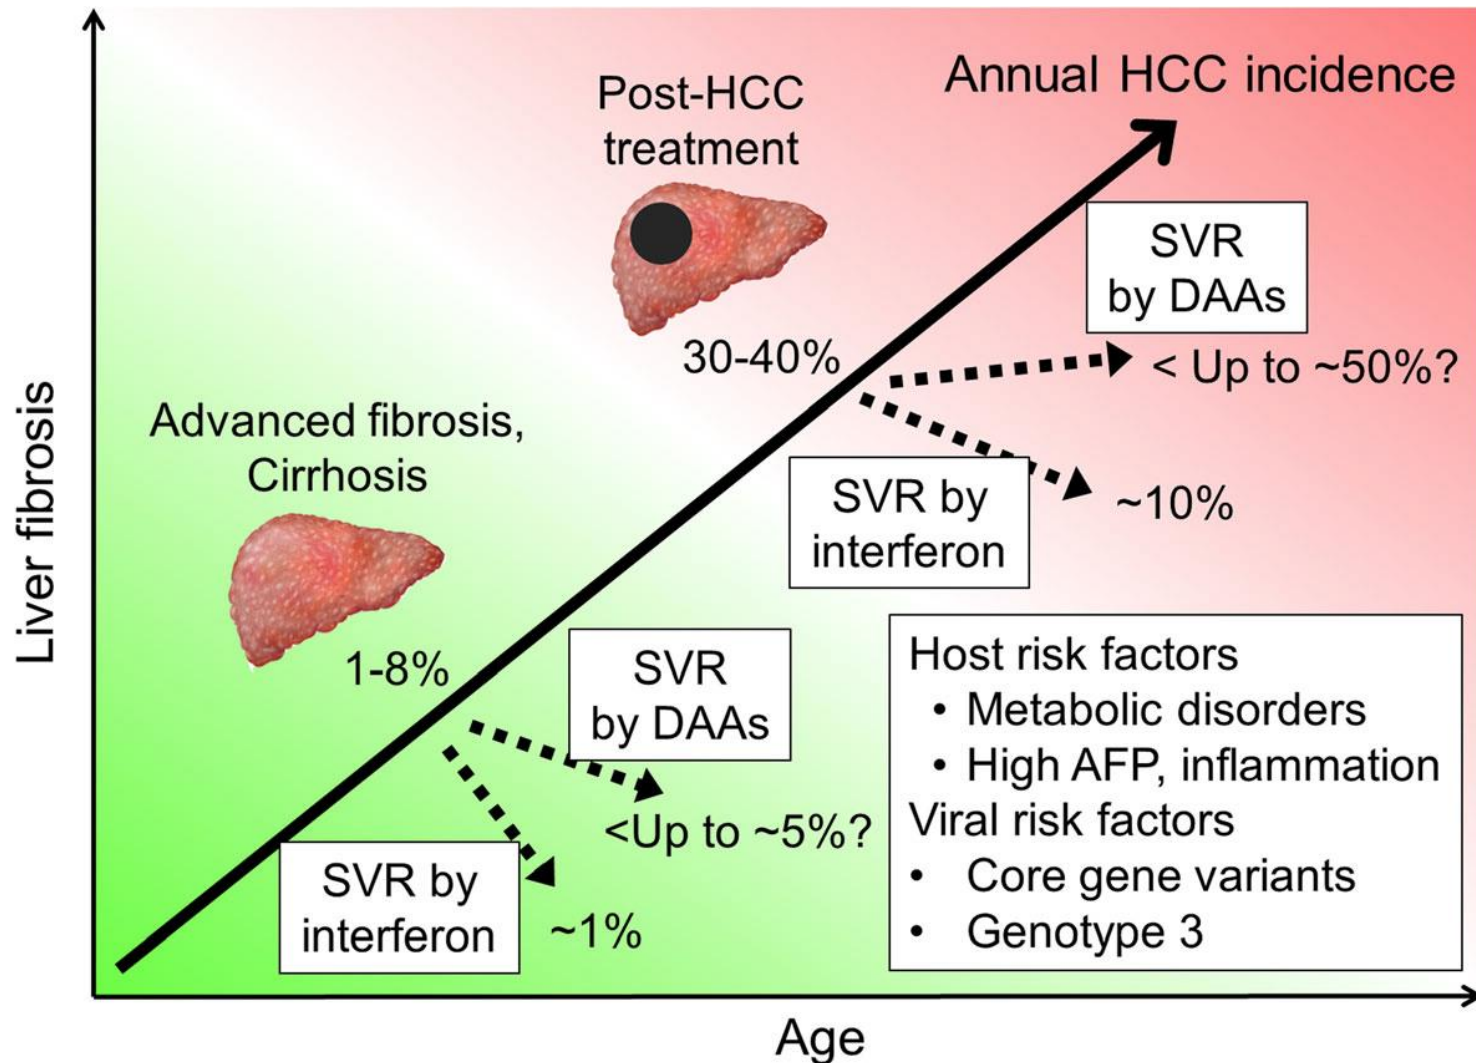 Annual HCC incidence
Post-HCC
treatment
30-40%
SVR
by DAAs
< Up to ~50%?
SVR by
interferon
~10%
Advanced fibrosis,
Cirrhosis
1-8%
SVR
by DAAs
<Up to ~5%?
SVR by
interferon
~1%
Host risk factors
• Metabolic disorders
• High AFP, inflammation
Viral risk factors
• Core gene variants
• Genotype 3
Liver fibrosis
Age